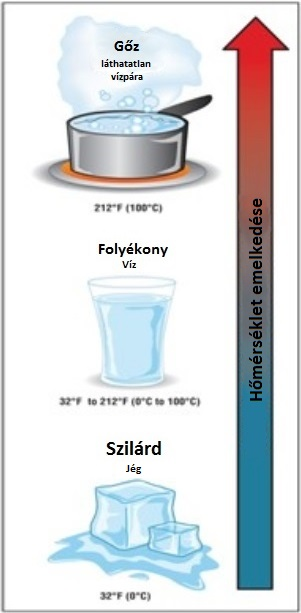 Gőz
láthatatlan
vízpára
212°F (100°C)
Folyékony
Víz
32°F to 212°F (0°C to 100°C)
Szilárd
Jég
32°F (0°C)
Hőmérséklet emelkedése